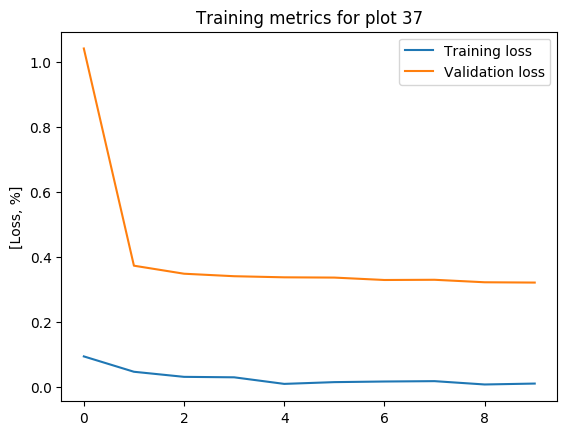 Training metrics for plot 37
Training loss
Validation loss
[Loss, %]
1.0
0.8
0.6
0.4
0.2
0.0
0 2 4 6 8